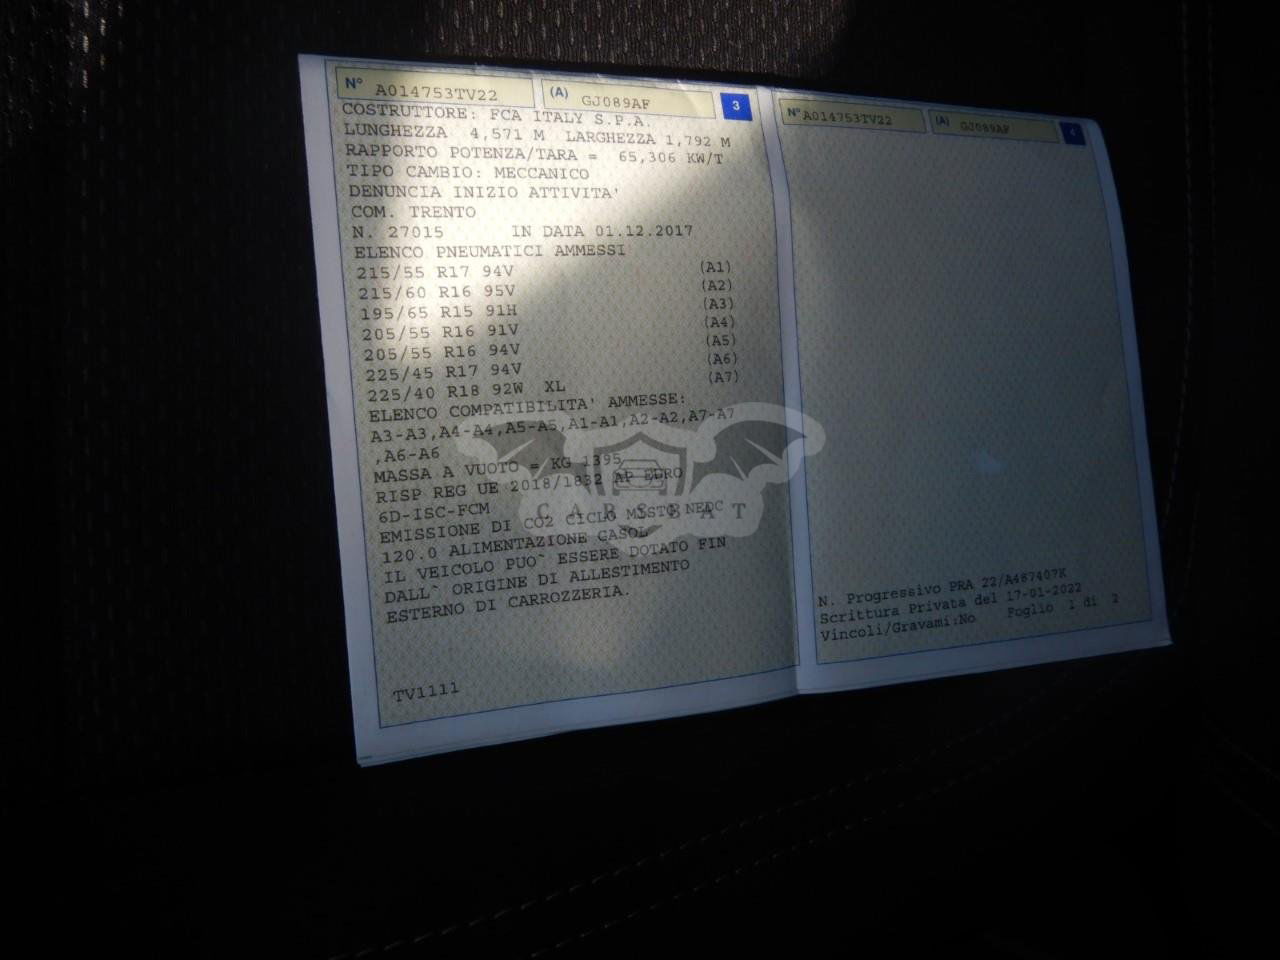 N° A014753TV22 (A) GJ089AF 3
COSTRUTTORE: FCA ITALY S.P.A.
LUNGHEZZA 4,571 M LARGHEZZA 1,792 M
RAPPORTO POTENZA/TARA = 65,306 KW/T
TIPO CAMBIO: MECCANICO
DENUNCIA INIZIO ATTIVITA'
COM. TRENTO
N. 27015 IN DATA 01.12.2017
ELENCO PNEUMATICI AMMESSI
215/55 R17 94V (A1)
215/60 R16 95V (A2)
195/65 R15 91H (A3)
205/55 R16 91V (A4)
205/55 R16 94V (A5)
225/45 R17 94V (A6)
225/40 R18 92W XL (A7)
ELENCO COMPATIBILITA' AMMESSE:
A3-A3,A4-A4,A5-A5,A1-A1,A2-A2,A7-A7
,A6-A6
MASSA A VUOTO = KG 1395
RISP REG UE 2018/1832 AP EURO
6D-ISC-FCM
EMISSIONE DI CO2 CICLO MISTO NEDC
120.0 ALIMENTAZIONE GASOL
IL VEICOLO PUO` ESSERE DOTATO FIN
DALL` ORIGINE DI ALLESTIMENTO
ESTERNO DI CARROZZERIA.
TV1111
N° A014753TV22 (A) GJ089AF 4
N. Progressivo PRA 22/A487407K
Scrittura Privata del 17-01-2022
Vincoli/Gravami:No Foglio 1 di 2
CARSBAT